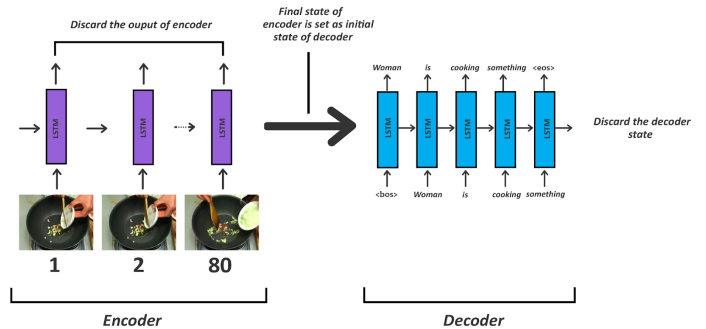 Discard the ouput of encoder
Final state of
encoder is set as initial
state of decoder
Woman is cooking something <eos>
LSTM LSTM LSTM LSTM LSTM LSTM LSTM LSTM
Discard the decoder
state
<bos> Woman is cooking something
1 2 80
Encoder Decoder